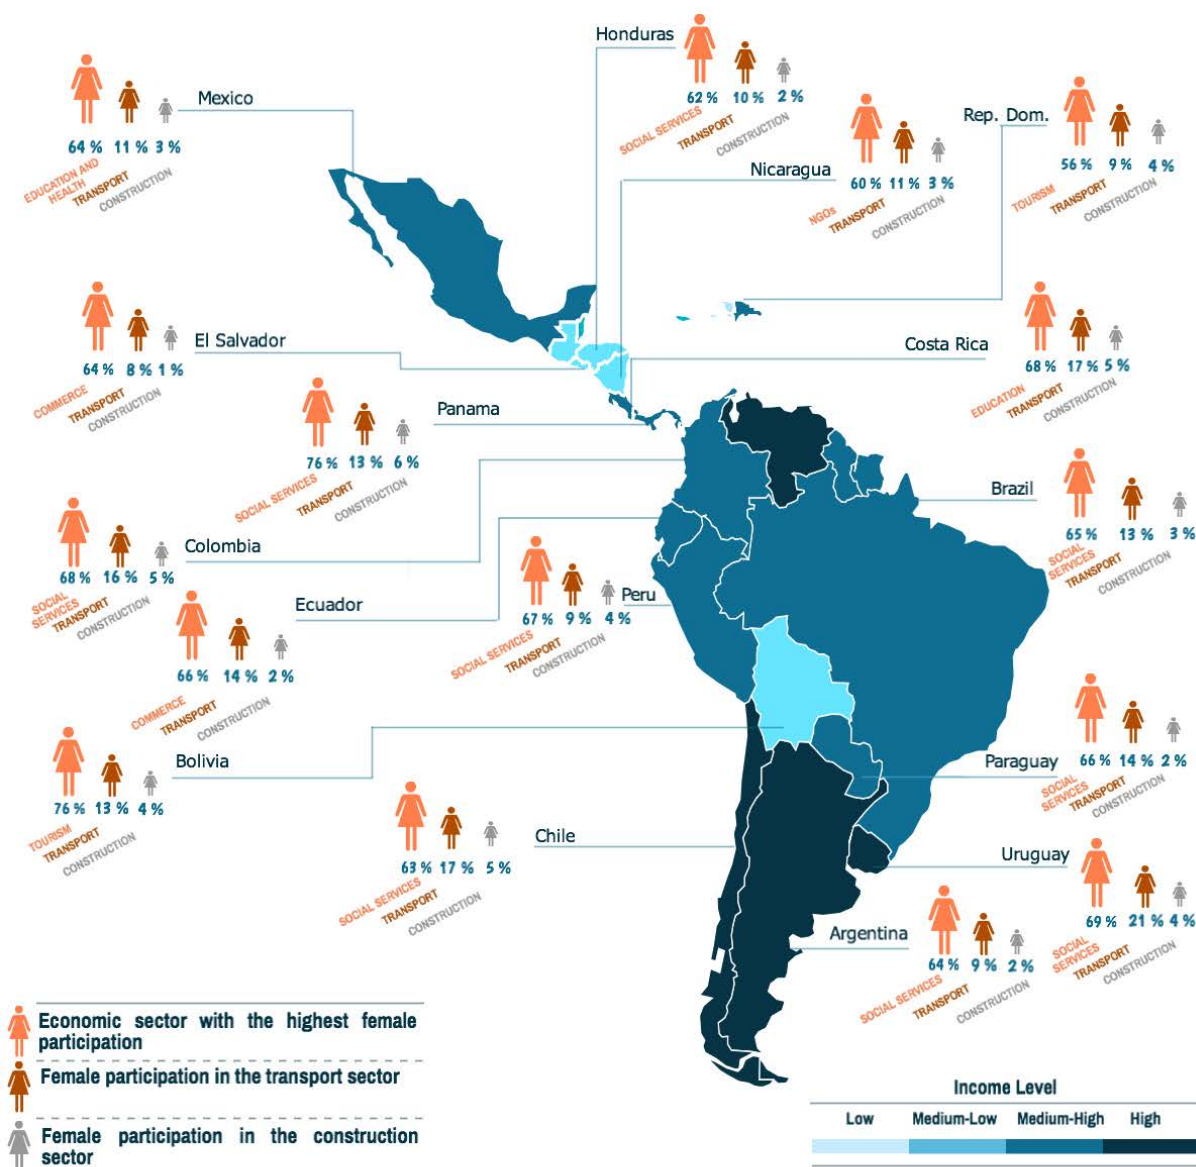 Honduras
62 % 10 % 2 %
SOCIAL SERVICES
TRANSPORT
CONSTRUCTION
Mexico
64 % 11 % 3 %
EDUCATION AND
HEALTH
TRANSPORT
CONSTRUCTION
Rep. Dom.
56 % 9 % 4 %
TOURISM
TRANSPORT
CONSTRUCTION
Nicaragua
60 % 11 % 3 %
NGOs
TRANSPORT
CONSTRUCTION
El Salvador
64 % 8 % 1 %
COMMERCE
TRANSPORT
CONSTRUCTION
Costa Rica
68 % 17 % 5 %
EDUCATION
TRANSPORT
CONSTRUCTION
Panama
76 % 13 % 6 %
SOCIAL SERVICES
TRANSPORT
CONSTRUCTION
Brazil
65 % 13 % 3 %
SOCIAL
SERVICES
TRANSPORT
CONSTRUCTION
Colombia
68 % 16 % 5 %
SOCIAL
SERVICES
TRANSPORT
CONSTRUCTION
Ecuador
66 % 14 % 2 %
COMMERCE
TRANSPORT
CONSTRUCTION
Peru
67 % 9 % 4 %
SOCIAL SERVICES
TRANSPORT
CONSTRUCTION
Bolivia
76 % 13 % 4 %
TOURISM
TRANSPORT
CONSTRUCTION
Paraguay
66 % 14 % 2 %
SOCIAL
SERVICES
TRANSPORT
CONSTRUCTION
Chile
63 % 17 % 5 %
SOCIAL SERVICES
TRANSPORT
CONSTRUCTION
Uruguay
69 % 21 % 4 %
SOCIAL
SERVICES
TRANSPORT
CONSTRUCTION
Argentina
64 % 9 % 2 %
SOCIAL SERVICES
TRANSPORT
CONSTRUCTION
Economic sector with the highest female
participation
Female participation in the transport sector
Female participation in the construction
sector
Income Level
Low Medium-Low Medium-High High